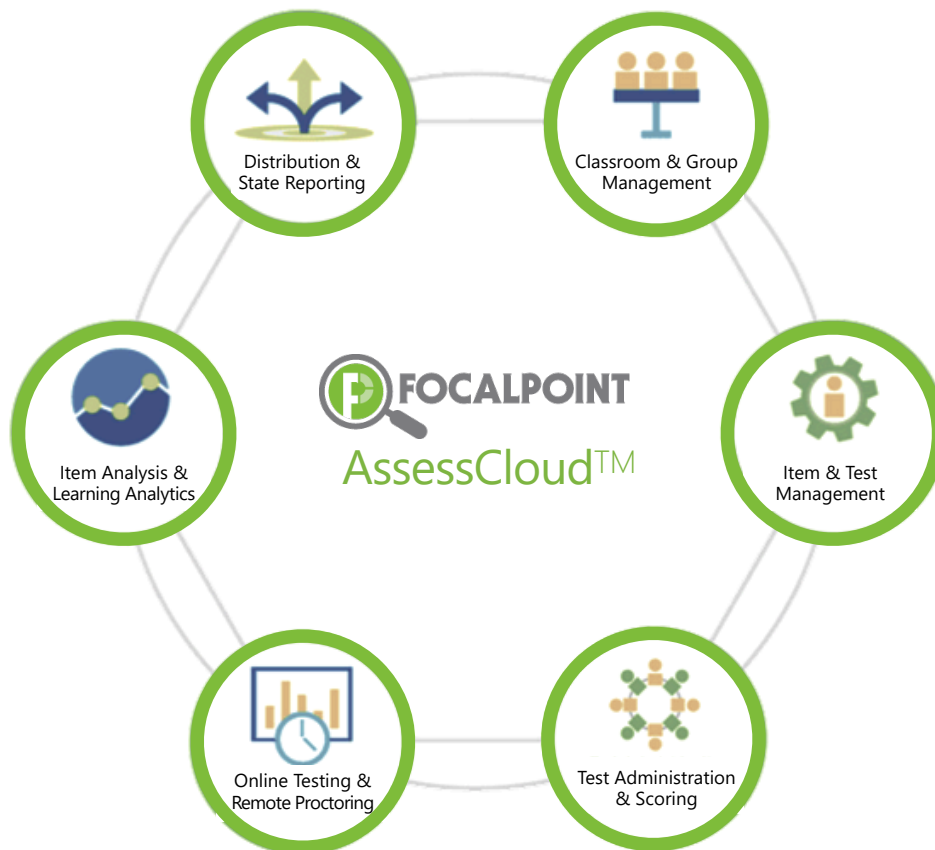 Distribution &
State Reporting
Classroom & Group
Management
Item Analysis &
Learning Analytics
FC FOCALPOINT
AssessCloud™
Item & Test
Management
Online Testing &
Remote Proctoring
Test Administration
& Scoring